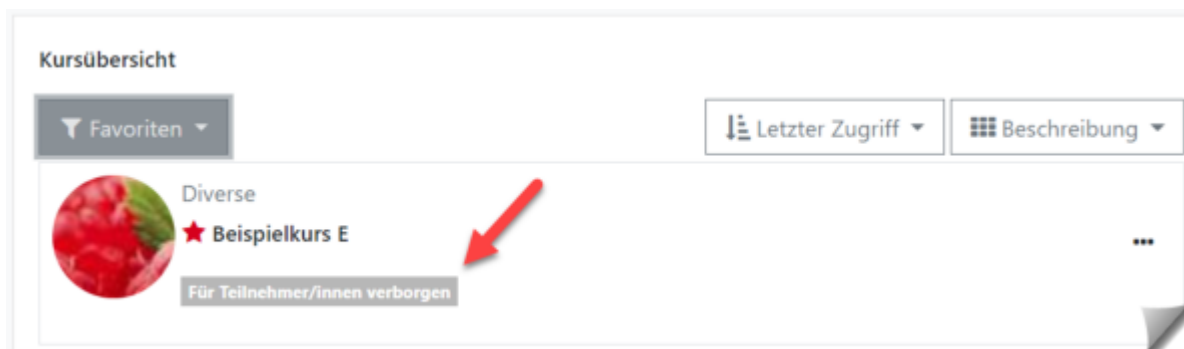 Kursübersicht
Favoriten
Letzter Zugriff
Beschreibung
Diverse
Beispielkurs E
Für Teilnehmer/innen verborgen